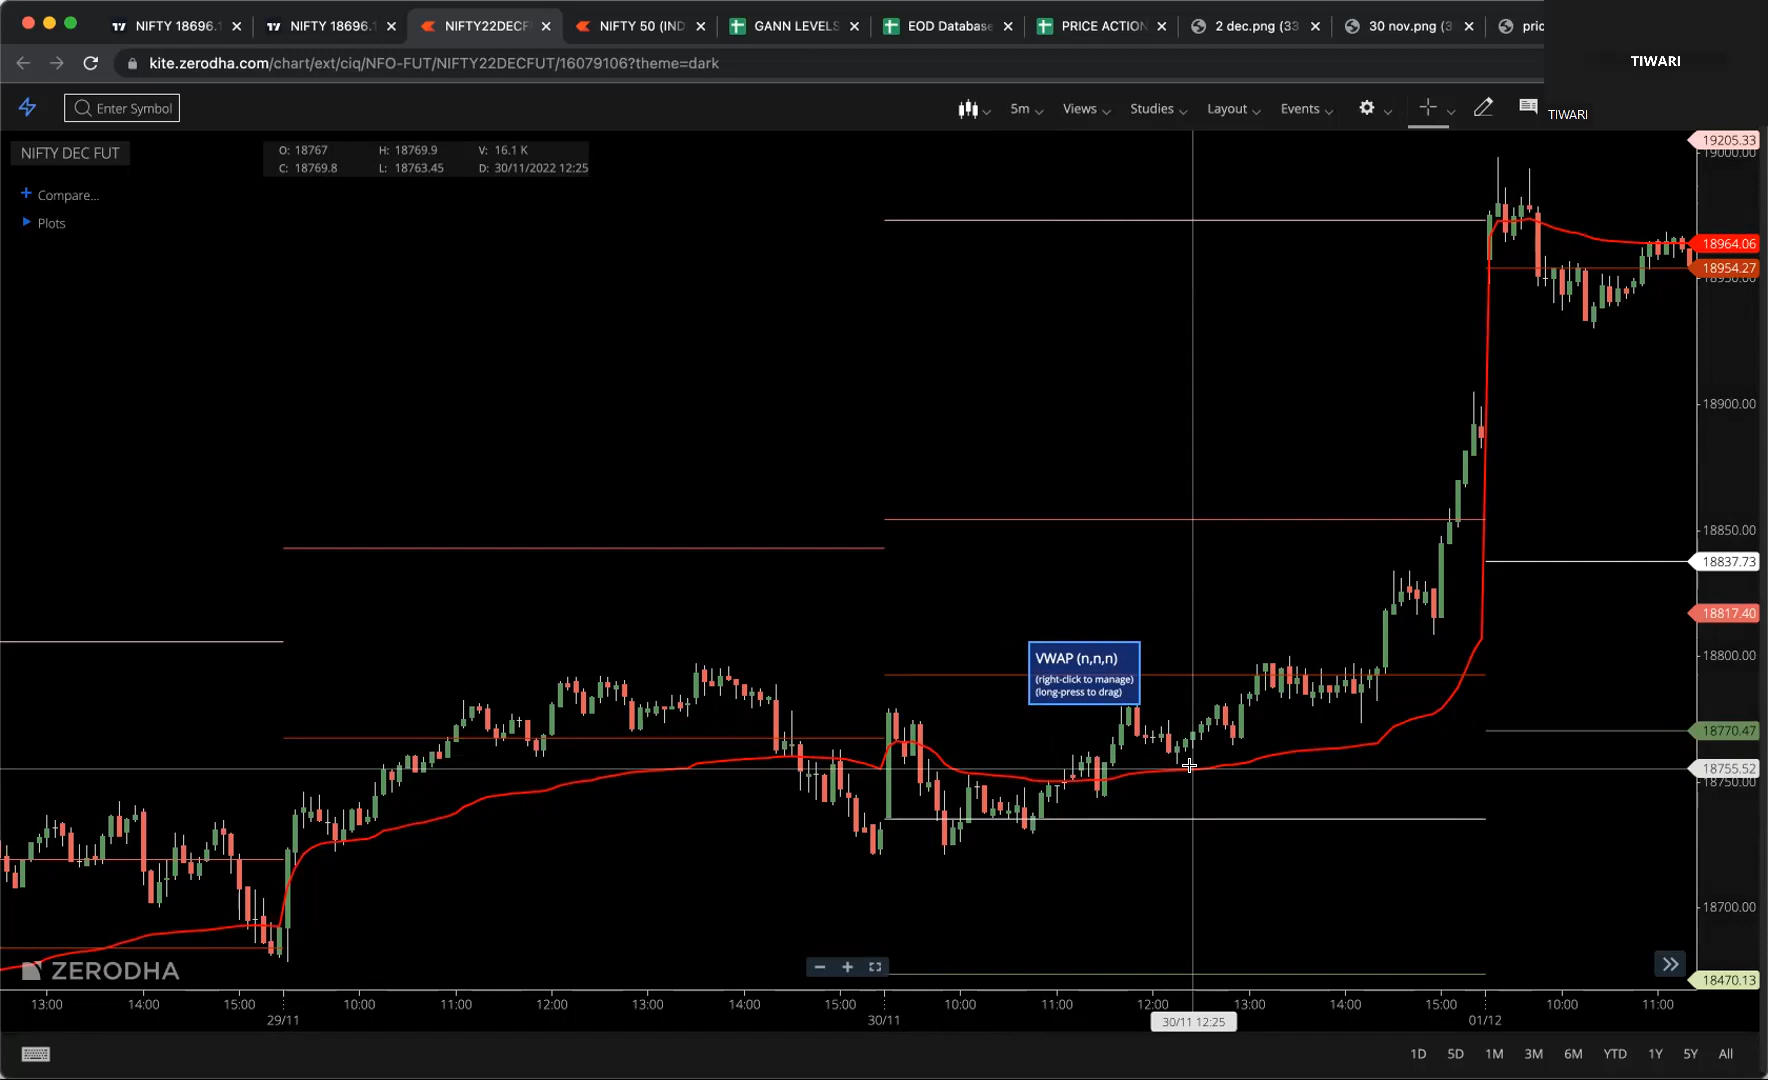 NIFTY 18696.1
NIFTY 18696.1
NIFTY22DECF
NIFTY 50 (IND
GANN LEVELS
EOD Database
PRICE ACTION
2 dec.png (33
30 nov.png (3
pric
TIWARI
kite.zerodha.com/chart/ext/ciq/NFO-FUT/NIFTY22DECFUT/16079106?theme=dark
Enter Symbol
5m
Views
Studies
Layout
Events
TIWARI
NIFTY DEC FUT
O: 18767 H: 18769.9 V: 16.1 K
C: 18769.8 L: 18763.45 D: 30/11/2022 12:25
Compare...
Plots
19205.33
19000.00
18964.06
18954.27
18950.00
18900.00
18850.00
18837.73
18817.40
18800.00
VWAP (n,n,n)
(right-click to manage)
(long-press to drag)
18770.47
18755.52
18750.00
18700.00
18470.13
ZERODHA
13:00 14:00 15:00 10:00 11:00 12:00 13:00 14:00 15:00 10:00 11:00 12:00 13:00 14:00 15:00 10:00 11:00
29/11 30/11 30/11 12:25 01/12
1D 5D 1M 3M 6M YTD 1Y 5Y All